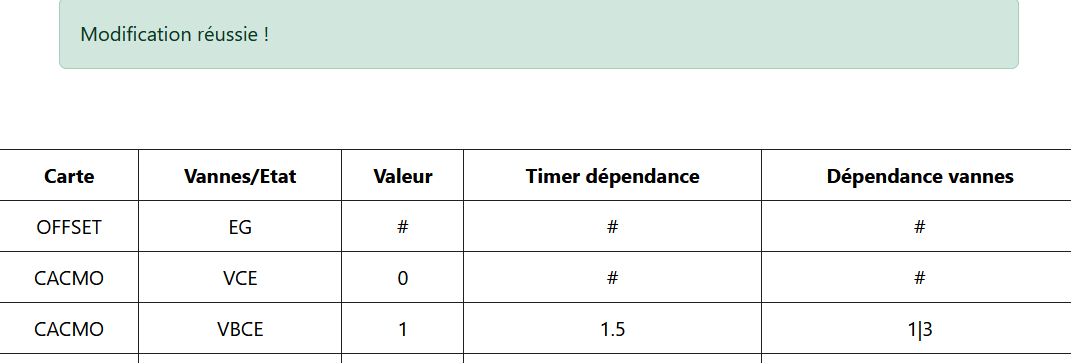 Modification réussie !
Carte Vannes/Etat Valeur Timer dépendance Dépendance vannes
OFFSET EG # # #
CACMO VCE 0 # #
CACMO VBCE 1 1.5 1|3